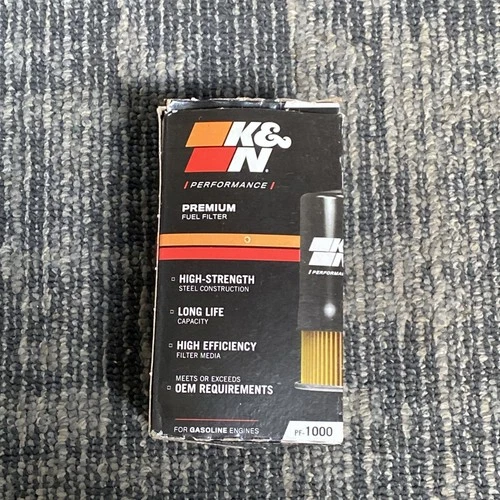 K&N
/ PERFORMANCE /
PREMIUM
FUEL FILTER
K&N
/ PERFORMA
HIGH-STRENGTH
STEEL CONSTRUCTION
LONG LIFE
CAPACITY
HIGH EFFICIENCY
FILTER MEDIA
MEETS OR EXCEEDS
OEM REQUIREMENTS
FOR GASOLINE ENGINES
PF-1000